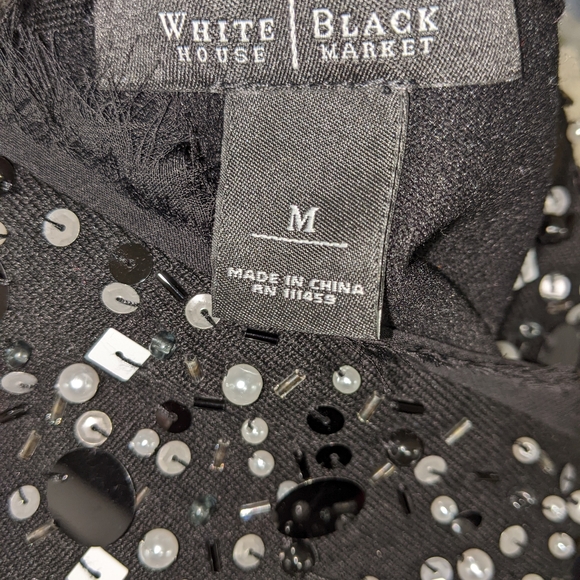 WHITE | BLACK
HOUSE | MARKET
M
MADE IN CHINA
RN 111459